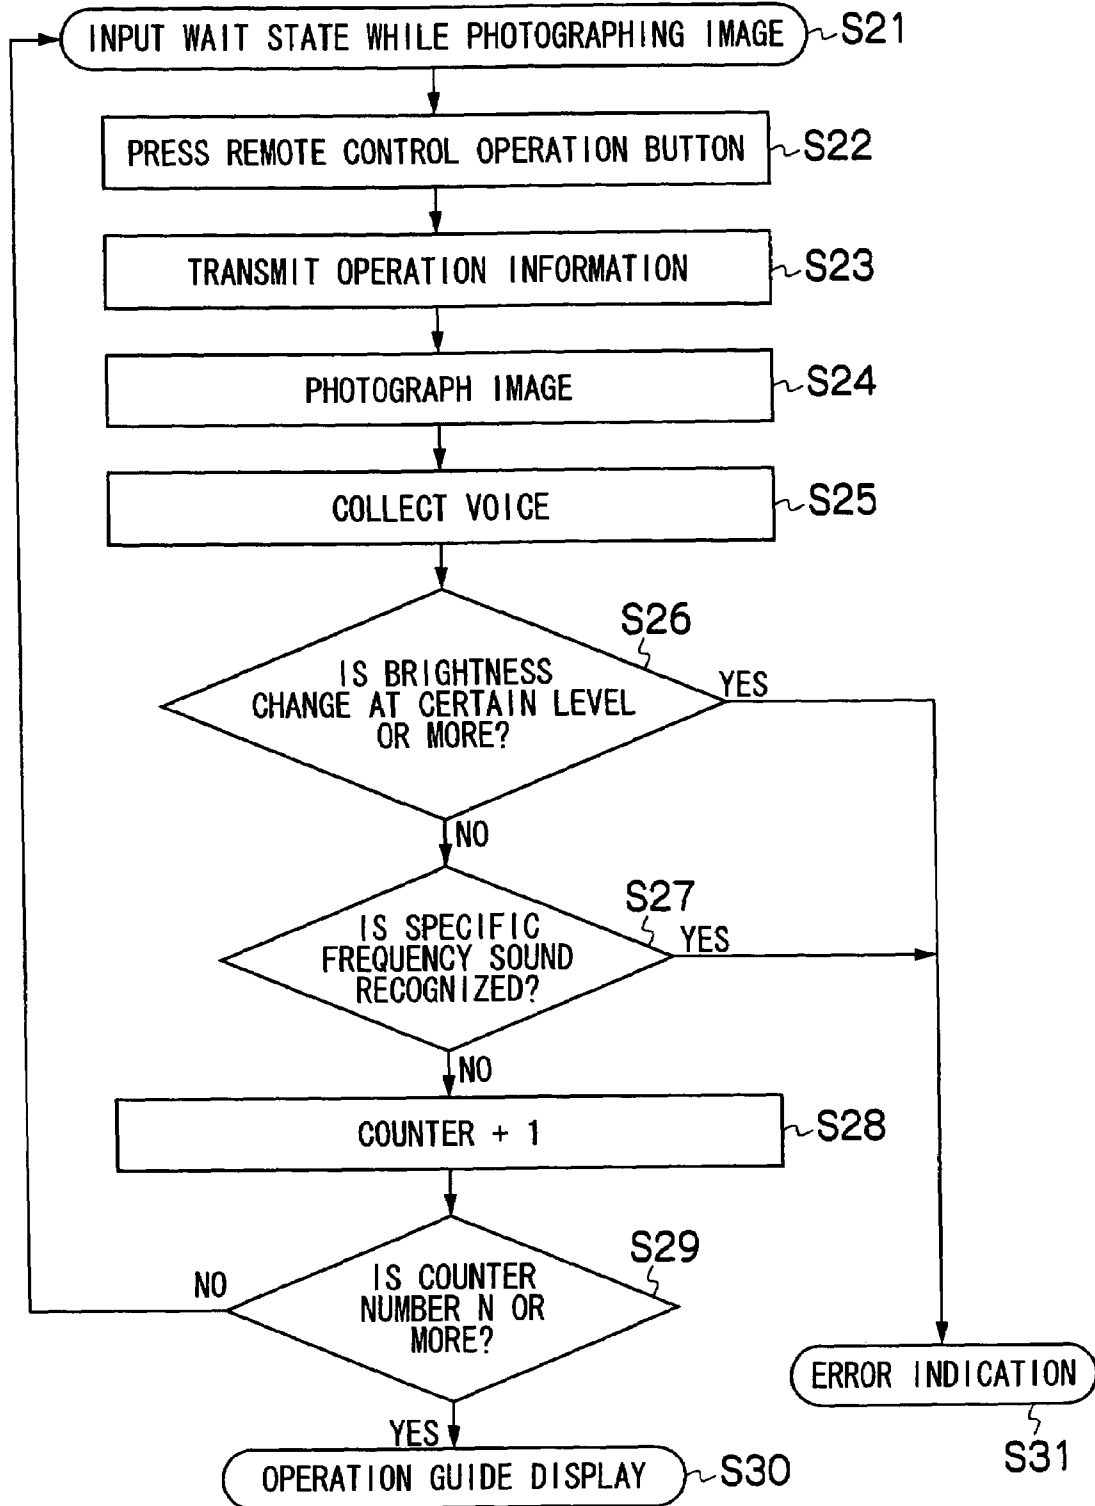 INPUT WAIT STATE WHILE PHOTOGRAPHING IMAGE
S21
PRESS REMOTE CONTROL OPERATION BUTTON
S22
TRANSMIT OPERATION INFORMATION
S23
PHOTOGRAPH IMAGE
S24
COLLECT VOICE
S25
S26
IS BRIGHTNESS
CHANGE AT CERTAIN LEVEL
OR MORE?
YES
NO
S27
IS SPECIFIC
FREQUENCY SOUND
RECOGNIZED?
YES
NO
COUNTER + 1
S28
S29
IS COUNTER
NUMBER N OR
MORE?
NO
YES
ERROR INDICATION
S31
OPERATION GUIDE DISPLAY
S30